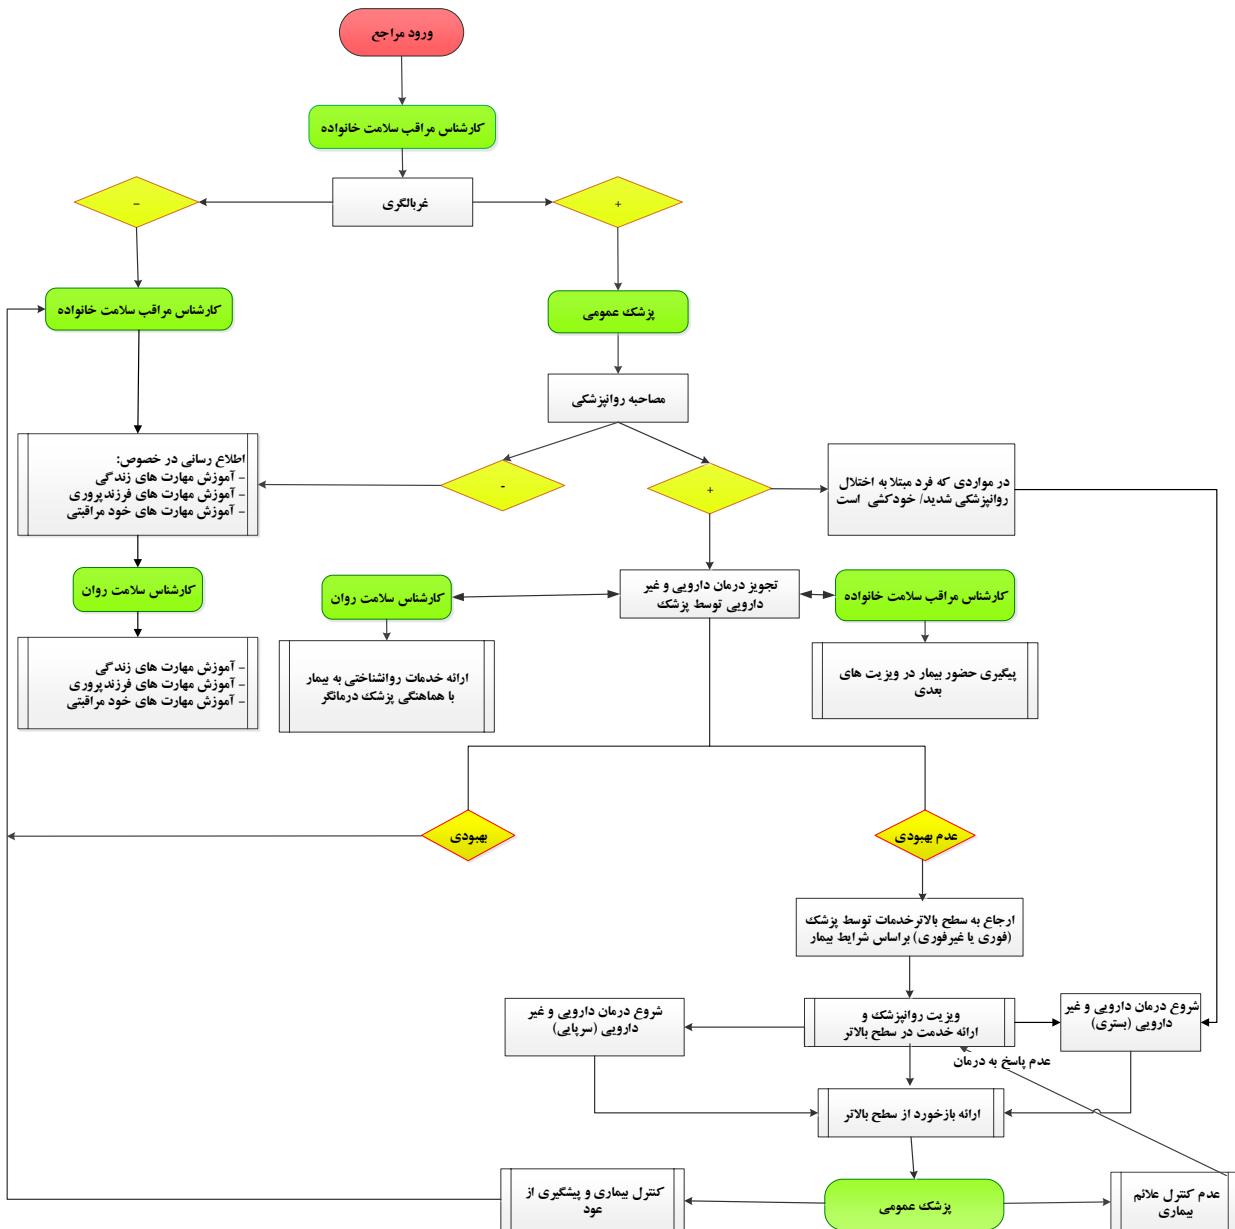 ورود مراجع
کارشناس مراقب سلامت خانواده
غربالگری
–
+
کارشناس مراقب سلامت خانواده
پزشک عمومی
مصاحبه روانپزشکی
اطلاع رسانی در خصوص:
– آموزش مهارت های زندگی
– آموزش مهارت های فرزندپروری
– آموزش مهارت های خود مراقبتی
-
+
در مواردی که فرد مبتلا به اختلال
روانپزشکی شدید/ خودکشی است
کارشناس سلامت روان
کارشناس سلامت روان
تجویز درمان دارویی و غیر
دارویی توسط پزشک
کارشناس مراقب سلامت خانواده
– آموزش مهارت های زندگی
– آموزش مهارت های فرزندپروری
– آموزش مهارت های خود مراقبتی
ارائه خدمات روانشناختی به بیمار
با هماهنگی پزشک درمانگر
پیگیری حضور بیمار در ویزیت های
بعدی
بهبودی
عدم بهبودی
ارجاع به سطح بالاترخدمات توسط پزشک
(فوری یا غیرفوری) براساس شرایط بیمار
شروع درمان دارویی و غیر
دارویی (سرپایی)
ویزیت روانپزشک و
ارائه خدمت در سطح بالاتر
شروع درمان دارویی و غیر
دارویی (بستری)
عدم پاسخ به درمان
ارائه بازخورد از سطح بالاتر
کنترل بیماری و پیشگیری از
عود
پزشک عمومی
عدم کنترل علائم
بیماری